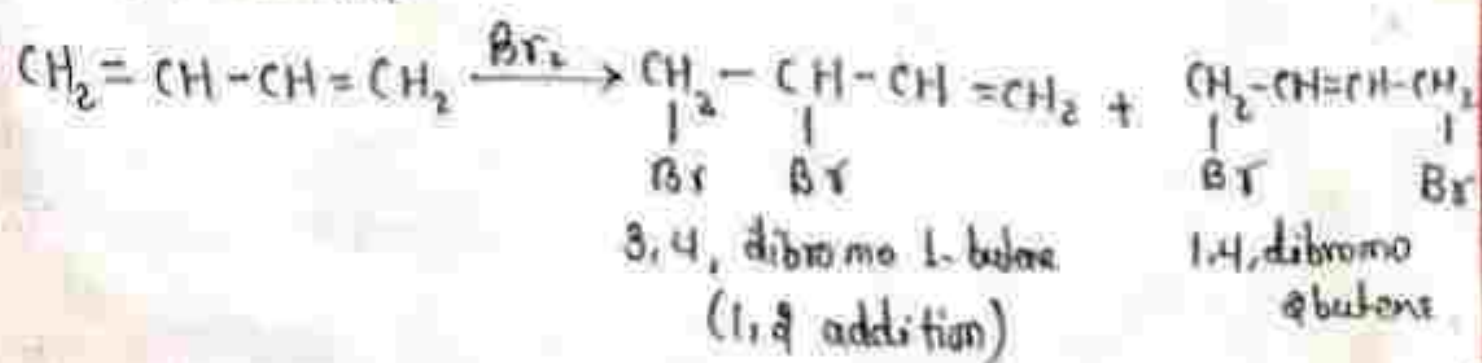 CH₂ = CH - CH = CH₂ —Br₂→ CH₂ - CH - CH = CH₂ + CH₂-CH=CH-CH₂
Br Br Br Br
3,4, dibromo 1- butene 1.4, dibromo
(1,2 addition) 2 butene